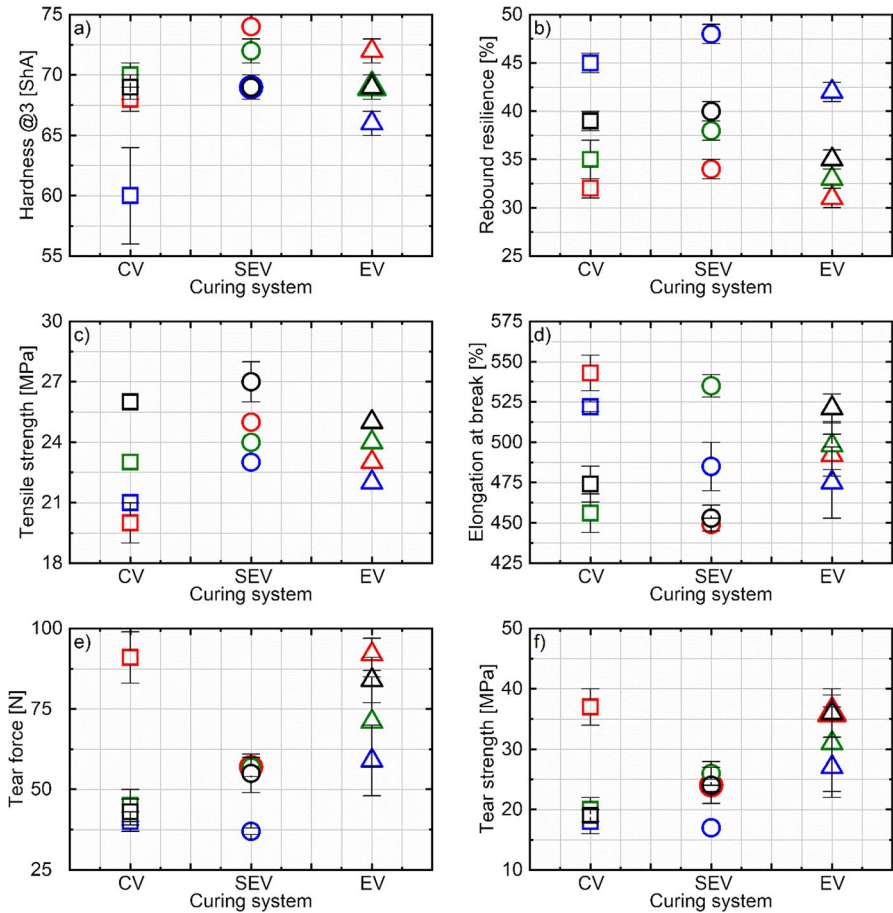 a)
Hardness @3 [ShA]
75
70
65
60
55
CV SEV EV
Curing system
b)
Rebound resilience [%]
50
45
40
35
30
25
CV SEV EV
Curing system
c)
Tensile strength [MPa]
30
27
24
21
18
CV SEV EV
Curing system
d)
Elongation at break [%]
575
550
525
500
475
450
425
CV SEV EV
Curing system
e)
Tear force [N]
100
75
50
25
CV SEV EV
Curing system
f)
Tear strength [MPa]
50
40
30
20
10
CV SEV EV
Curing system